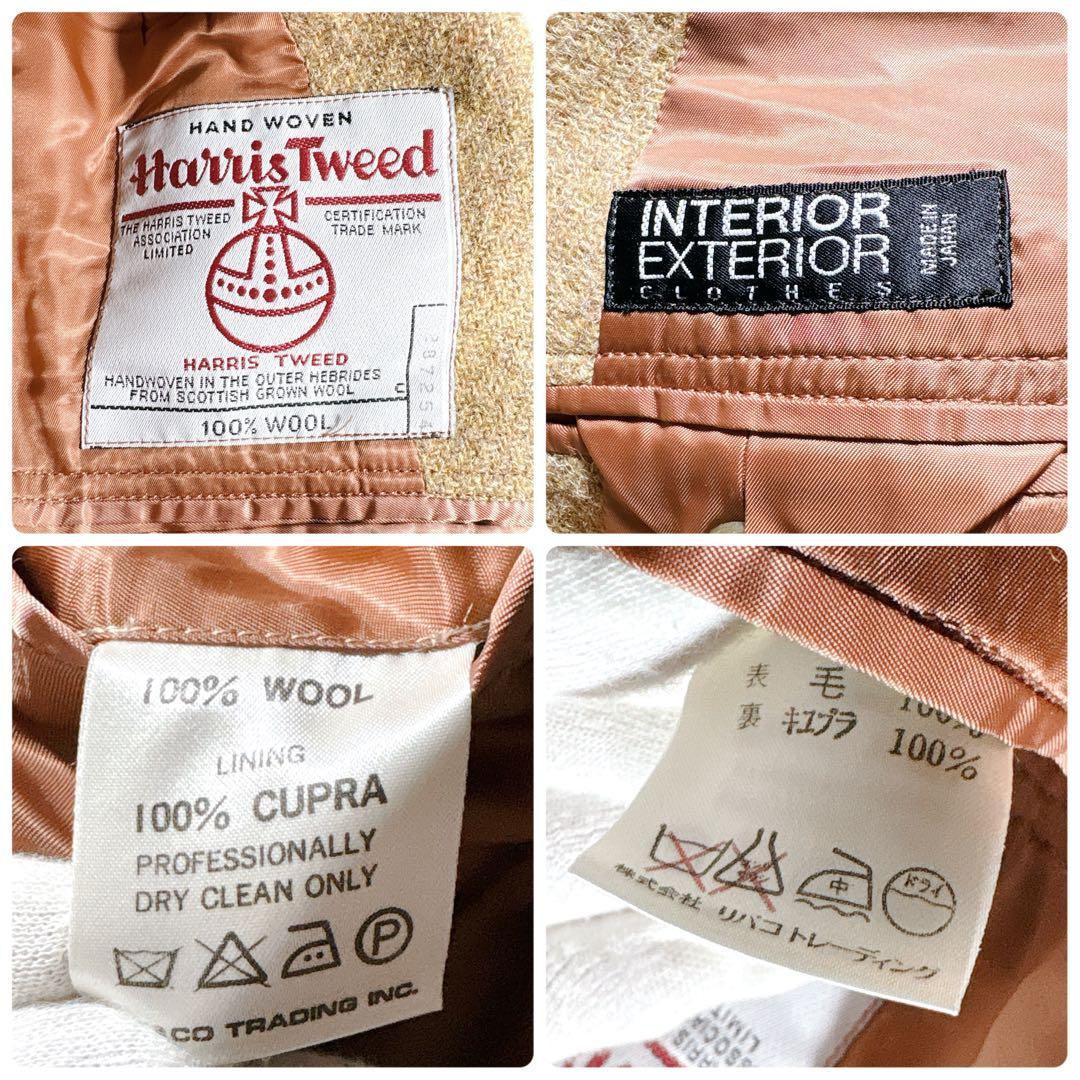 HAND WOVEN
Harris Tweed
THE HARRIS TWEED ASSOCIATION LIMITED
CERTIFICATION TRADE MARK
HARRIS TWEED
HANDWOVEN IN THE OUTER HEBRIDES
FROM SCOTTISH GROWN WOOL
100% WOOL
INTERIOR
EXTERIOR
CLOTHES
MADE IN
JAPAN
100% WOOL
LINING
100% CUPRA
PROFESSIONALLY
DRY CLEAN ONLY
P
CO TRADING INC.
表 毛 100%
裏 キュプラ 100%
中 ドライ
株式会社 リバコトレーディング